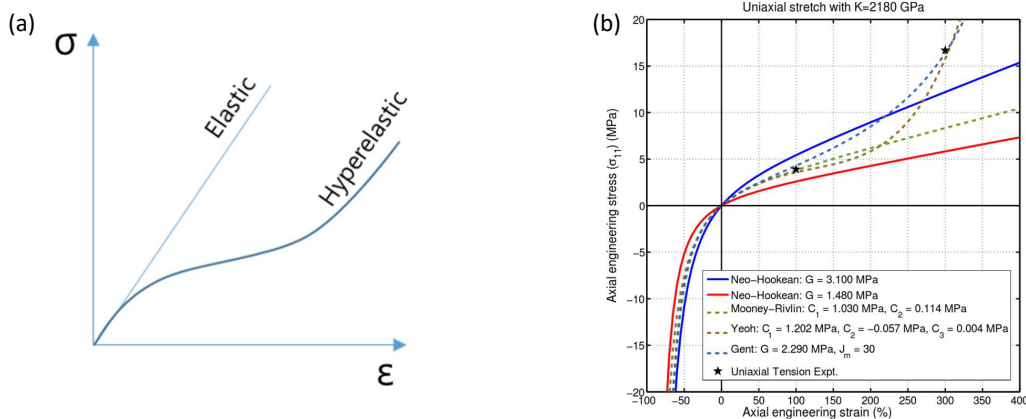 (a)
σ
Elastic
Hyperelastic
ε
(b)
Uniaxial stretch with K=2180 GPa
Axial engineering stress (σ₁₁) (MPa)
20
15
10
5
0
−5
−10
−15
−20
Neo−Hookean: G = 3.100 MPa
Neo−Hookean: G = 1.480 MPa
Mooney−Rivlin: C₁ = 1.030 MPa, C₂ = 0.114 MPa
Yeoh: C₁ = 1.202 MPa, C₂ = −0.057 MPa, C₃ = 0.004 MPa
Gent: G = 2.290 MPa, Jₘ = 30
Uniaxial Tension Expt.
−100 −50 0 50 100 150 200 250 300 350 400
Axial engineering strain (%)